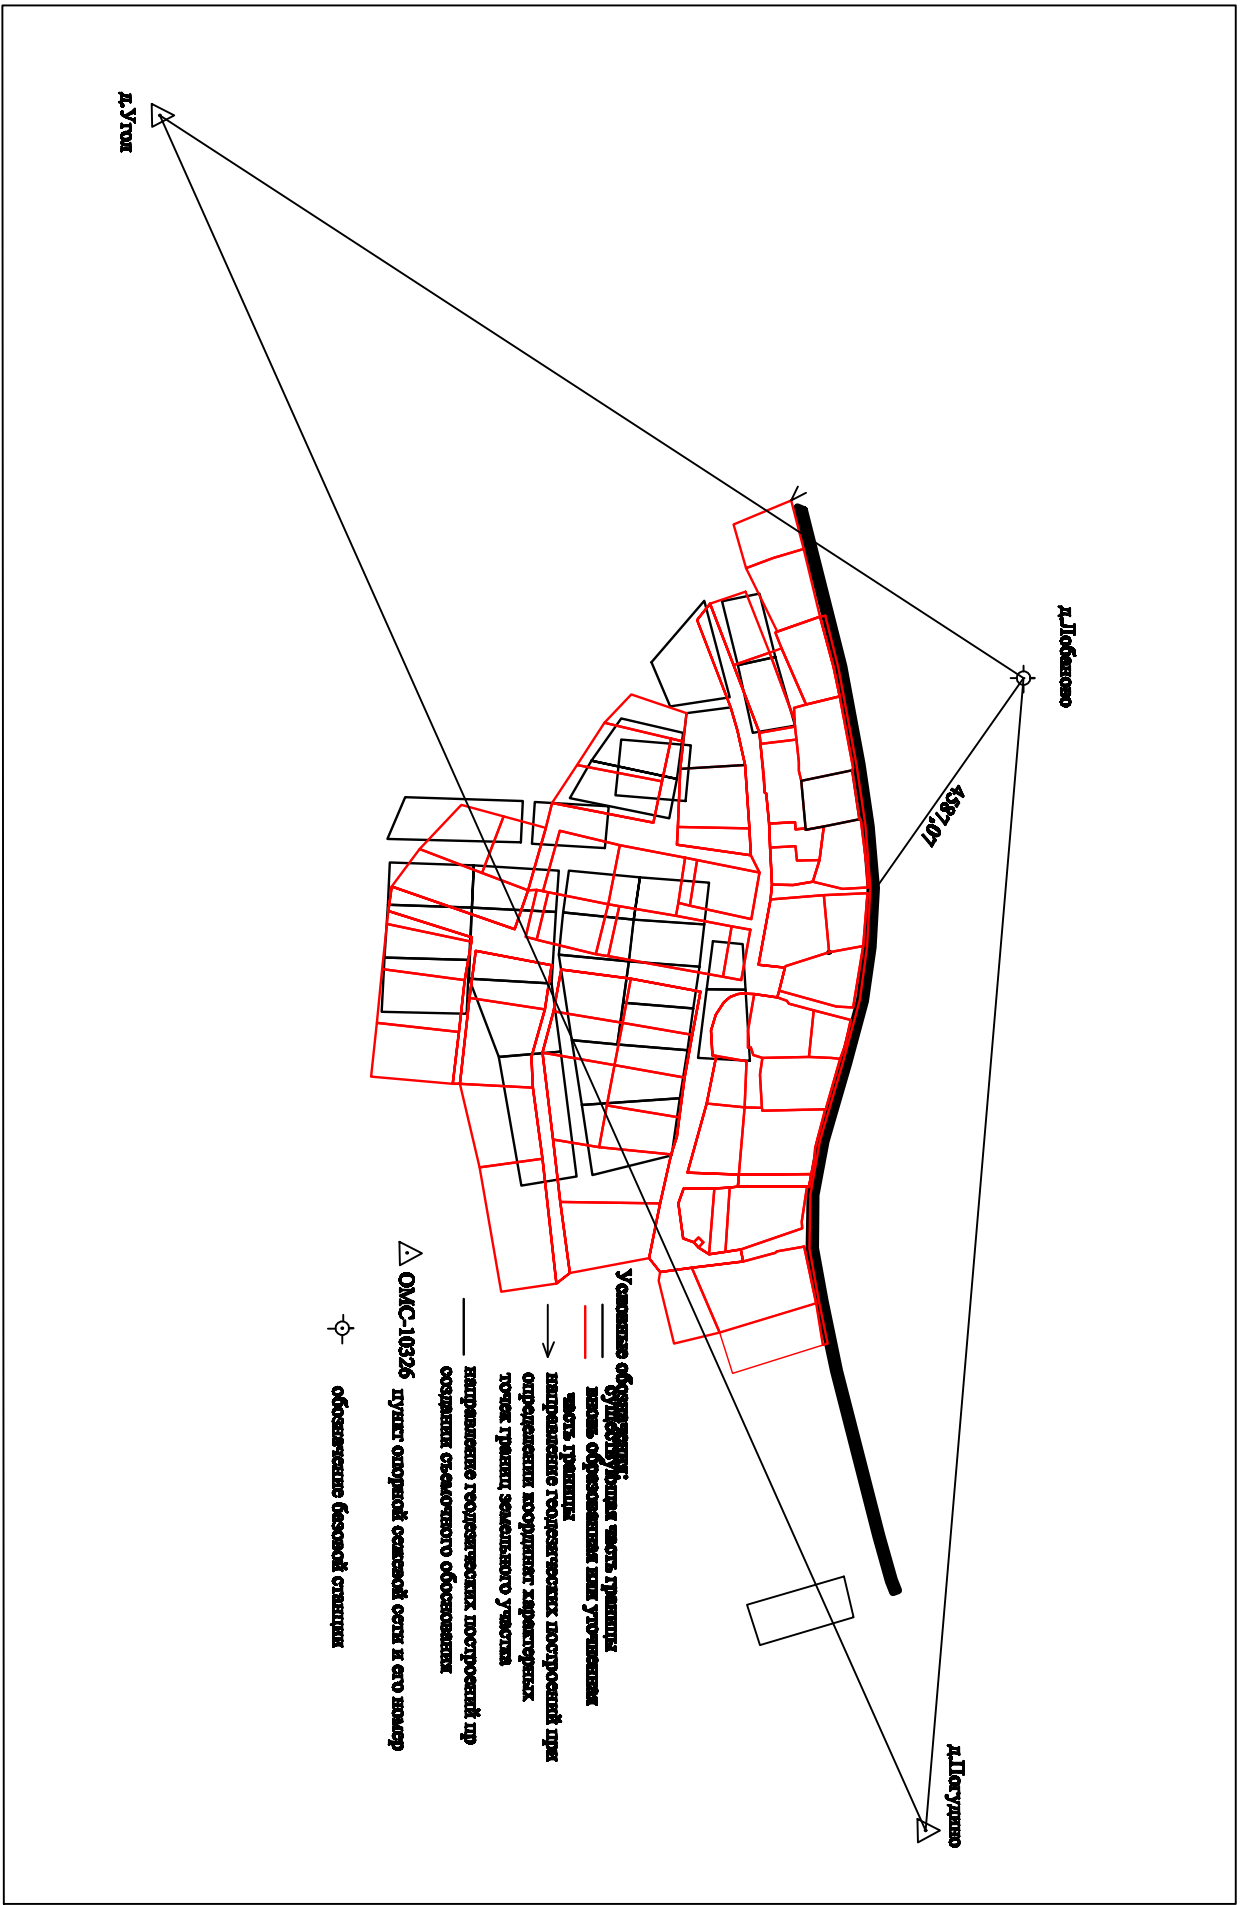 д.Лобаново
4587,07
д.Погудино
д.Угол
Условные обозначения:
существующая часть границы
вновь образованная или уточненная
часть границы
направление геодезических построений при
определении координат характерных
точек границ земельного участка
направление геодезических построений пр
создании съемочного обоснования
ОМС-10326 пункт опорной межевой сети и его номер
обозначение базовой станции